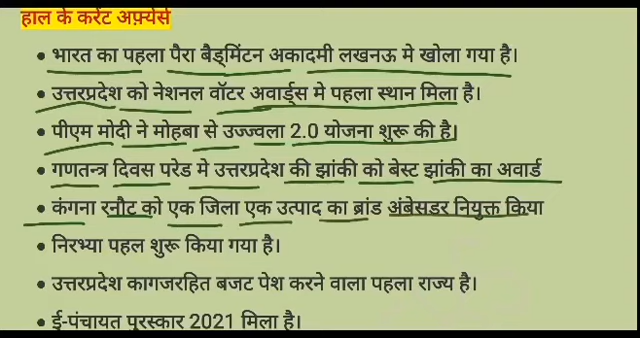 हाल के करेंट अफ़्येर्स
• भारत का पहला पैरा बैड्मिंटन अकादमी लखनऊ मे खोला गया है।
• उत्तरप्रदेश को नेशनल वॉटर अवार्ड्स मे पहला स्थान मिला है।
• पीएम मोदी ने मोहबा से उज्ज्वला 2.0 योजना शुरू की है।
• गणतन्त्र दिवस परेड मे उत्तरप्रदेश की झांकी को बेस्ट झांकी का अवार्ड
• कंगना रनौट को एक जिला एक उत्पाद का ब्रांड अंबेसडर नियुक्त किया
• निरभ्या पहल शुरू किया गया है।
• उत्तरप्रदेश कागजरहित बजट पेश करने वाला पहला राज्य है।
• ई-पंचायत पुरस्कार 2021 मिला है।